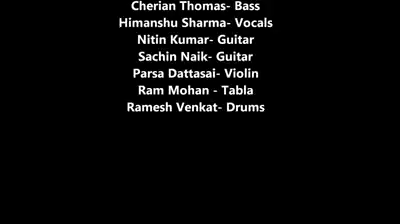 Cherian Thomas- Bass
Himanshu Sharma- Vocals
Nitin Kumar- Guitar
Sachin Naik- Guitar
Parsa Dattasai- Violin
Ram Mohan - Tabla
Ramesh Venkat- Drums